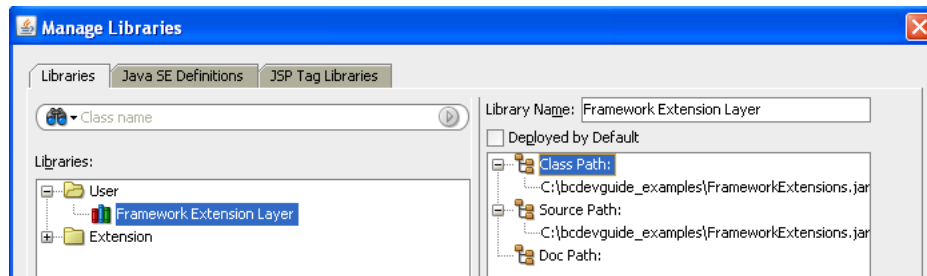 Manage Libraries
Libraries
Java SE Definitions
JSP Tag Libraries
Class name
Libraries:
User
Framework Extension Layer
Extension
Library Name: Framework Extension Layer
Deployed by Default
Class Path:
C:\bcdevguide_examples\FrameworkExtensions.jar
Source Path:
C:\bcdevguide_examples\FrameworkExtensions.jar
Doc Path: